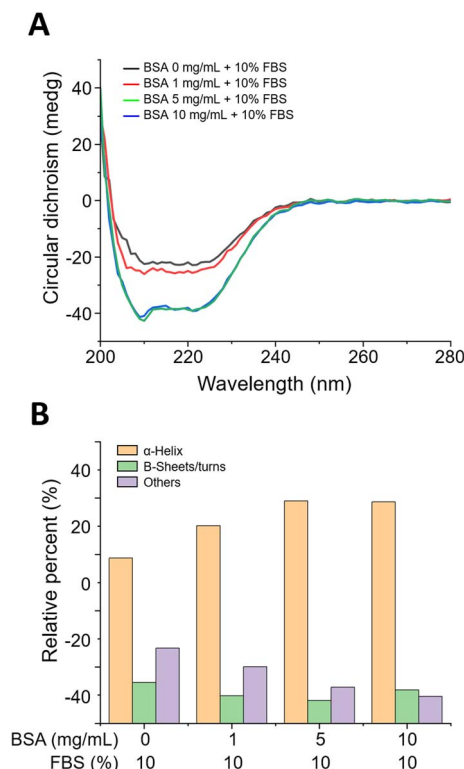 A
40
20
0
-20
-40
Circular dichroism (medg)
BSA 0 mg/mL + 10% FBS
BSA 1 mg/mL + 10% FBS
BSA 5 mg/mL + 10% FBS
BSA 10 mg/mL + 10% FBS
200 220 240 260 280
Wavelength (nm)
B
40
20
0
-20
-40
Relative percent (%)
α-Helix
B-Sheets/turns
Others
BSA (mg/mL) 0 1 5 10
FBS (%) 10 10 10 10